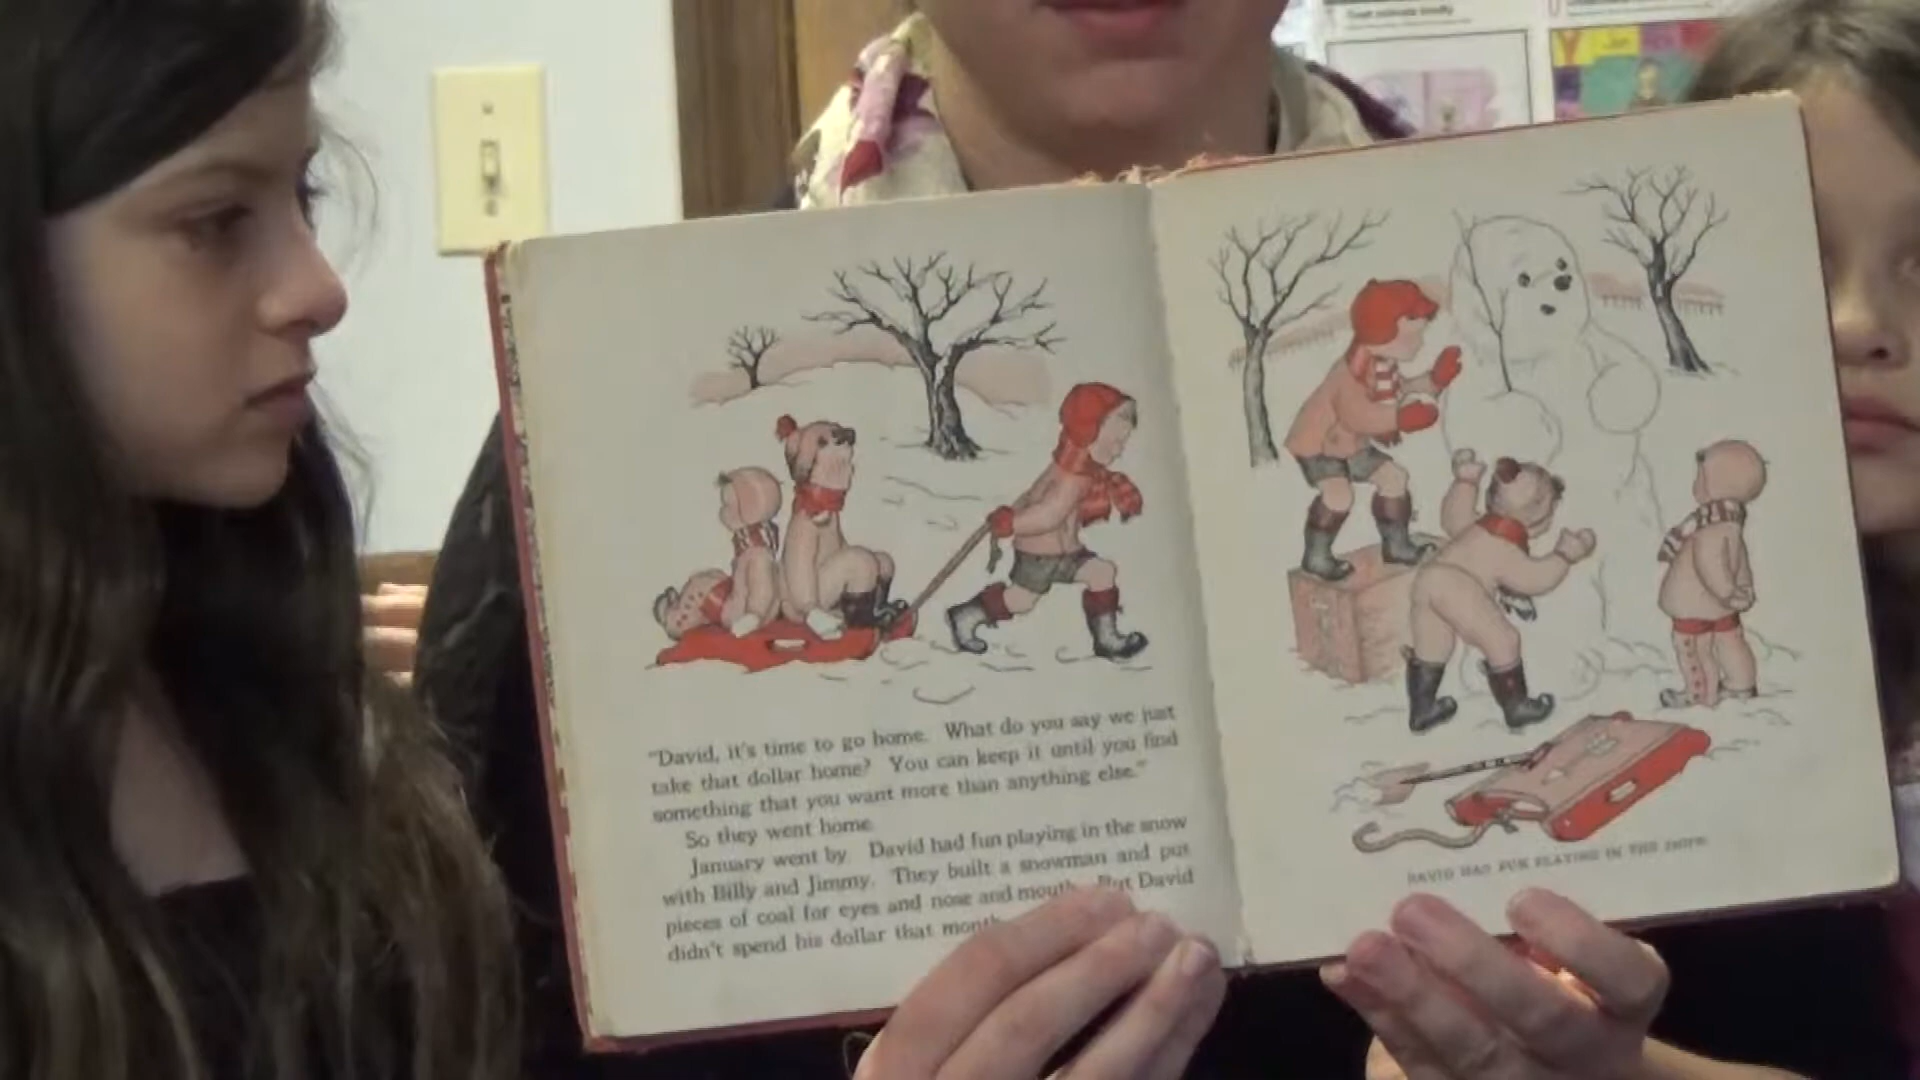 "David, it's time to go home. What do you say we just
take that dollar home? You can keep it until you find
something that you want more than anything else."
So they went home.
January went by. David had fun playing in the snow
with Billy and Jimmy. They built a snowman and put
pieces of coal for eyes and nose and mouth. But David
didn't spend his dollar that month
DAVID HAD FUN PLAYING IN THE SNOW